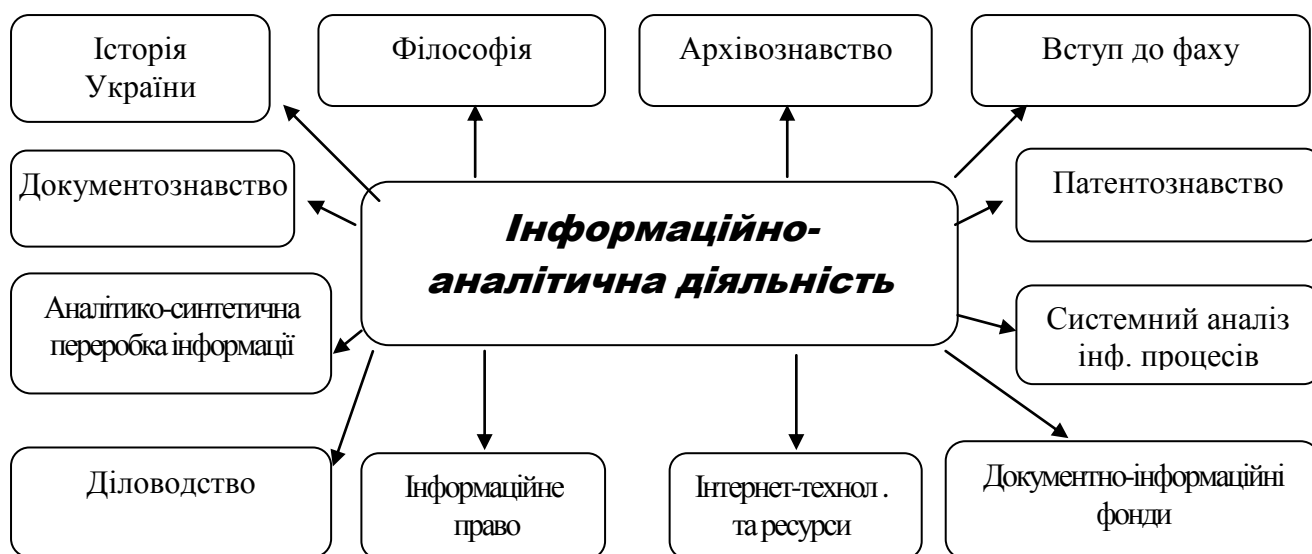 Історія
України
Філософія
Архівознавство
Вступ до фаху
Документознавство
Інформаційно-
аналітична діяльність
Патентознавство
Аналітико-синтетична
переробка інформації
Системний аналіз
інф. процесів
Діловодство
Інформаційне
право
Інтернет-технол .
та ресурси
Документно-інформаційні
фонди